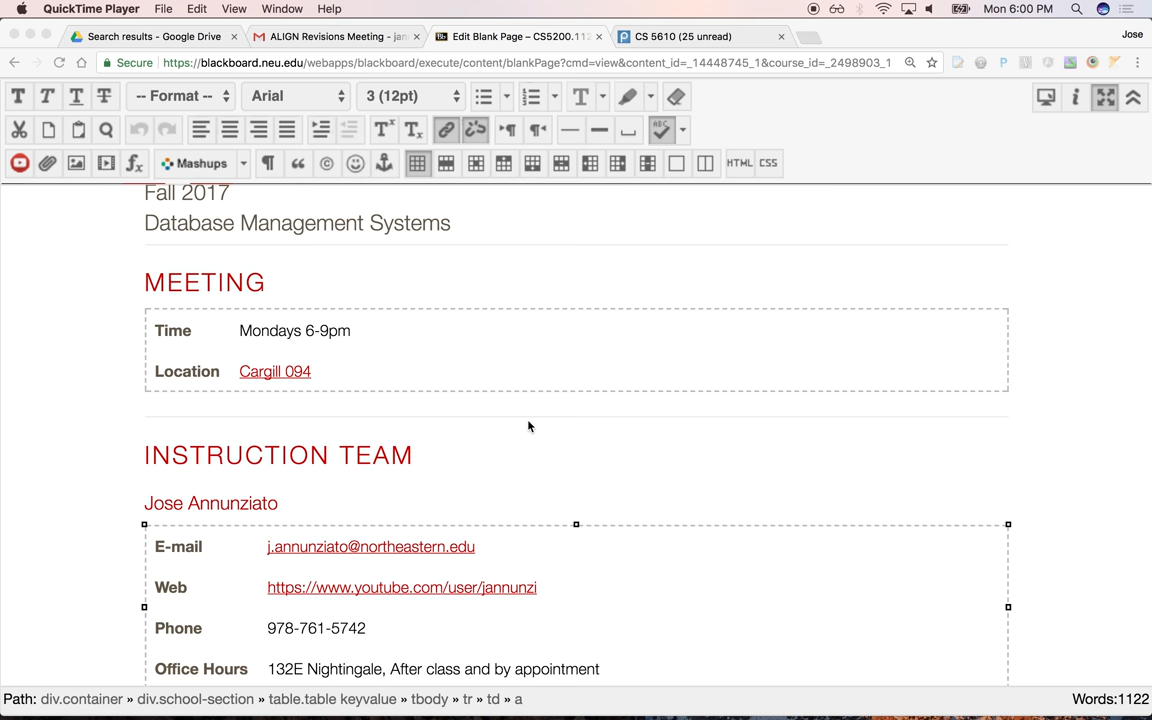 QuickTime Player File Edit View Window Help Mon 6:00 PM
Search results - Google Drive × ALIGN Revisions Meeting - jan × Edit Blank Page – CS5200.112 × CS 5610 (25 unread) × Jose
Secure https://blackboard.neu.edu/webapps/blackboard/execute/content/blankPage?cmd=view&content_id=_14448745_1&course_id=_2498903_1
T T T T -- Format -- Arial 3 (12pt) T
Tx Tx ABC
fx Mashups HTML CSS
Fall 2017
Database Management Systems
MEETING
Time Mondays 6-9pm
Location Cargill 094
INSTRUCTION TEAM
Jose Annunziato
E-mail j.annunziato@northeastern.edu
Web https://www.youtube.com/user/jannunzi
Phone 978-761-5742
Office Hours 132E Nightingale, After class and by appointment
Path: div.container » div.school-section » table.table keyvalue » tbody » tr » td » a Words:1122